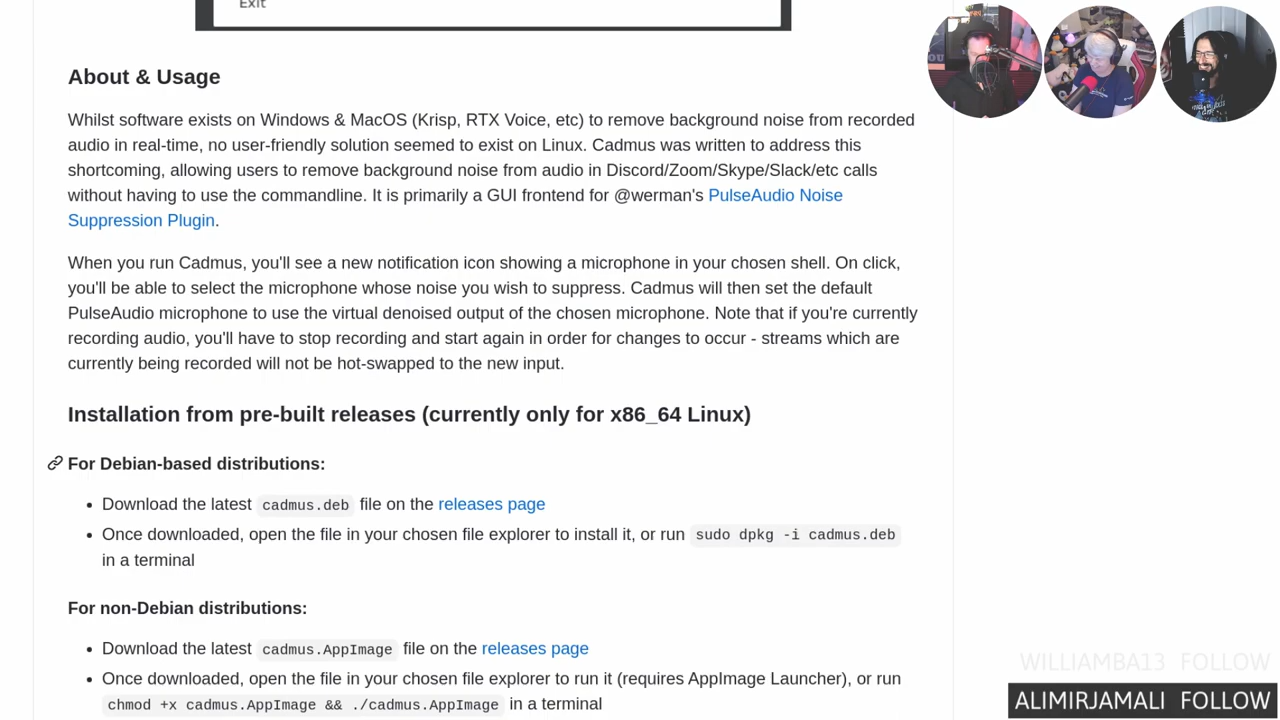 Exit
About & Usage
Whilst software exists on Windows & MacOS (Krisp, RTX Voice, etc) to remove background noise from recorded
audio in real-time, no user-friendly solution seemed to exist on Linux. Cadmus was written to address this
shortcoming, allowing users to remove background noise from audio in Discord/Zoom/Skype/Slack/etc calls
without having to use the commandline. It is primarily a GUI frontend for @werman's PulseAudio Noise
Suppression Plugin.
When you run Cadmus, you'll see a new notification icon showing a microphone in your chosen shell. On click,
you'll be able to select the microphone whose noise you wish to suppress. Cadmus will then set the default
PulseAudio microphone to use the virtual denoised output of the chosen microphone. Note that if you're currently
recording audio, you'll have to stop recording and start again in order for changes to occur - streams which are
currently being recorded will not be hot-swapped to the new input.
Installation from pre-built releases (currently only for x86_64 Linux)
For Debian-based distributions:
Download the latest cadmus.deb file on the releases page
Once downloaded, open the file in your chosen file explorer to install it, or run sudo dpkg -i cadmus.deb
in a terminal
For non-Debian distributions:
Download the latest cadmus.AppImage file on the releases page
Once downloaded, open the file in your chosen file explorer to run it (requires AppImage Launcher), or run
chmod +x cadmus.AppImage && ./cadmus.AppImage in a terminal
WILLIAMBA13 FOLLOW
ALIMIRJAMALI FOLLOW